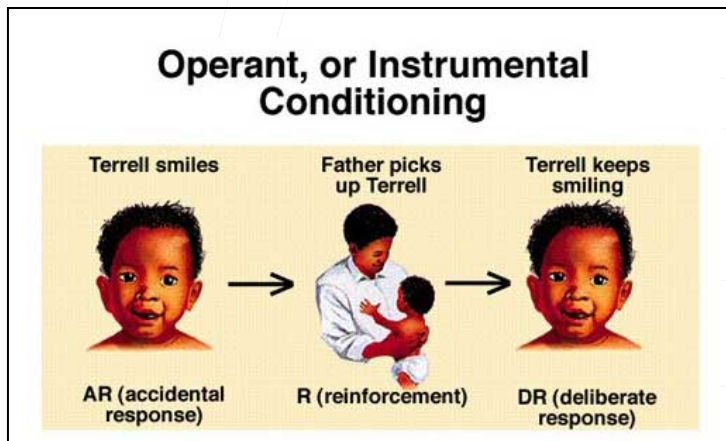 Operant, or Instrumental
Conditioning
Terrell smiles
Father picks
up Terrell
Terrell keeps
smiling
AR (accidental
response)
R (reinforcement)
DR (deliberate
response)